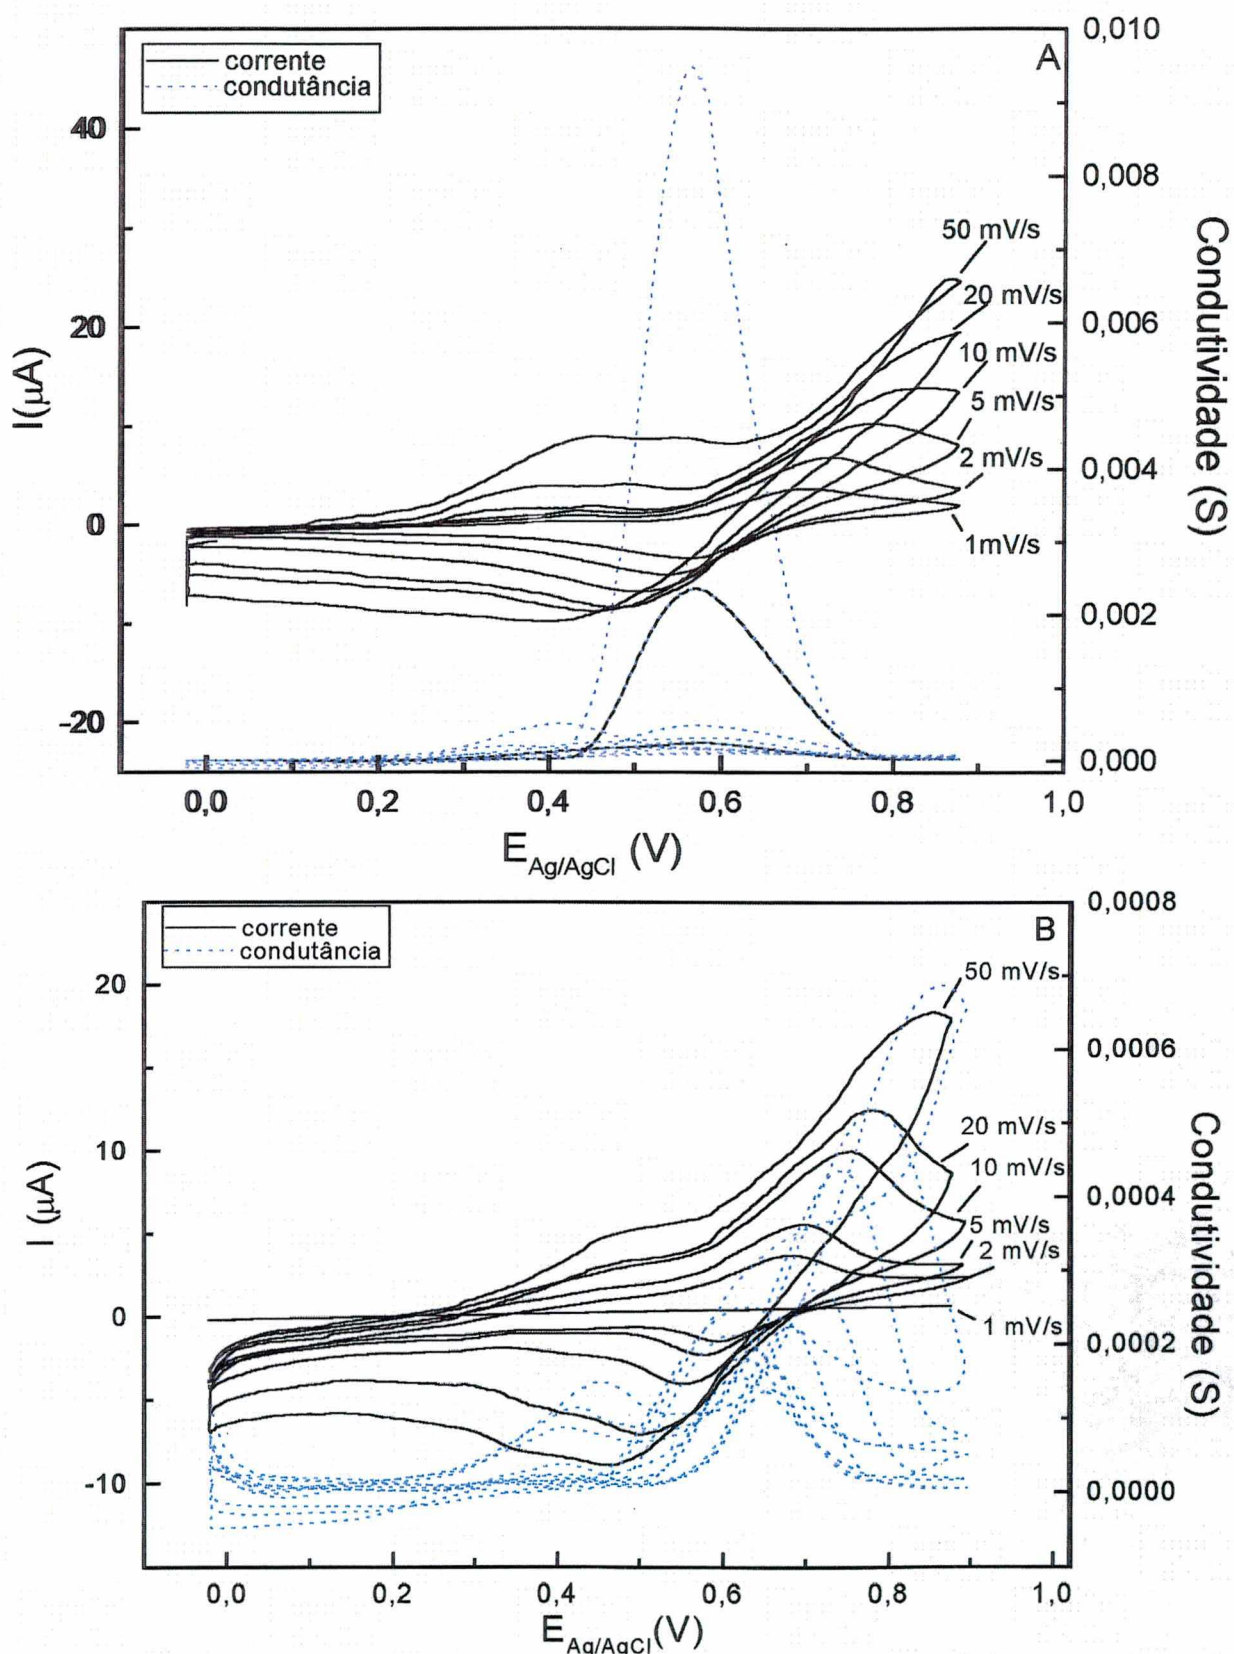 A
corrente
condutância
0,010
0,008
0,006
0,004
0,002
0,000
Condutividade (S)
40
20
0
-20
I(µA)
50 mV/s
20 mV/s
10 mV/s
5 mV/s
2 mV/s
1mV/s
0,0 0,2 0,4 0,6 0,8 1,0
E Ag/AgCl (V)
B
corrente
condutância
0,0008
0,0006
0,0004
0,0002
0,0000
Condutividade (S)
20
10
0
-10
I (µA)
50 mV/s
20 mV/s
10 mV/s
5 mV/s
2 mV/s
1 mV/s
0,0 0,2 0,4 0,6 0,8 1,0
E Ag/AgCl(V)